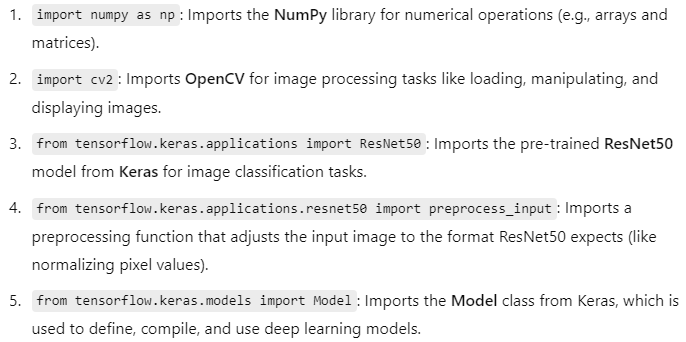 1. import numpy as np: Imports the NumPy library for numerical operations (e.g., arrays and
matrices).
2. import cv2: Imports OpenCV for image processing tasks like loading, manipulating, and
displaying images.
3. from tensorflow.keras.applications import ResNet50: Imports the pre-trained ResNet50
model from Keras for image classification tasks.
4. from tensorflow.keras.applications.resnet50 import preprocess_input: Imports a
preprocessing function that adjusts the input image to the format ResNet50 expects (like
normalizing pixel values).
5. from tensorflow.keras.models import Model: Imports the Model class from Keras, which is
used to define, compile, and use deep learning models.